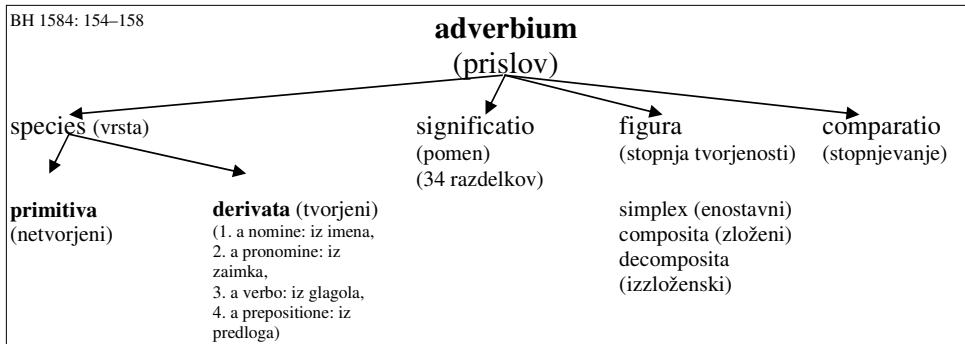 BH 1584: 154–158
adverbium
(prislov)
species (vrsta)
significatio
(pomen)
(34 razdelkov)
figura
(stopnja tvorjenosti)
comparatio
(stopnjevanje)
primitiva
(netvorjeni)
derivata (tvorjeni)
(1. a nomine: iz imena,
2. a pronomine: iz
zaimka,
3. a verbo: iz glagola,
4. a prepositione: iz
predloga)
simplex (enostavni)
composita (zloženi)
decomposita
(izzloženski)